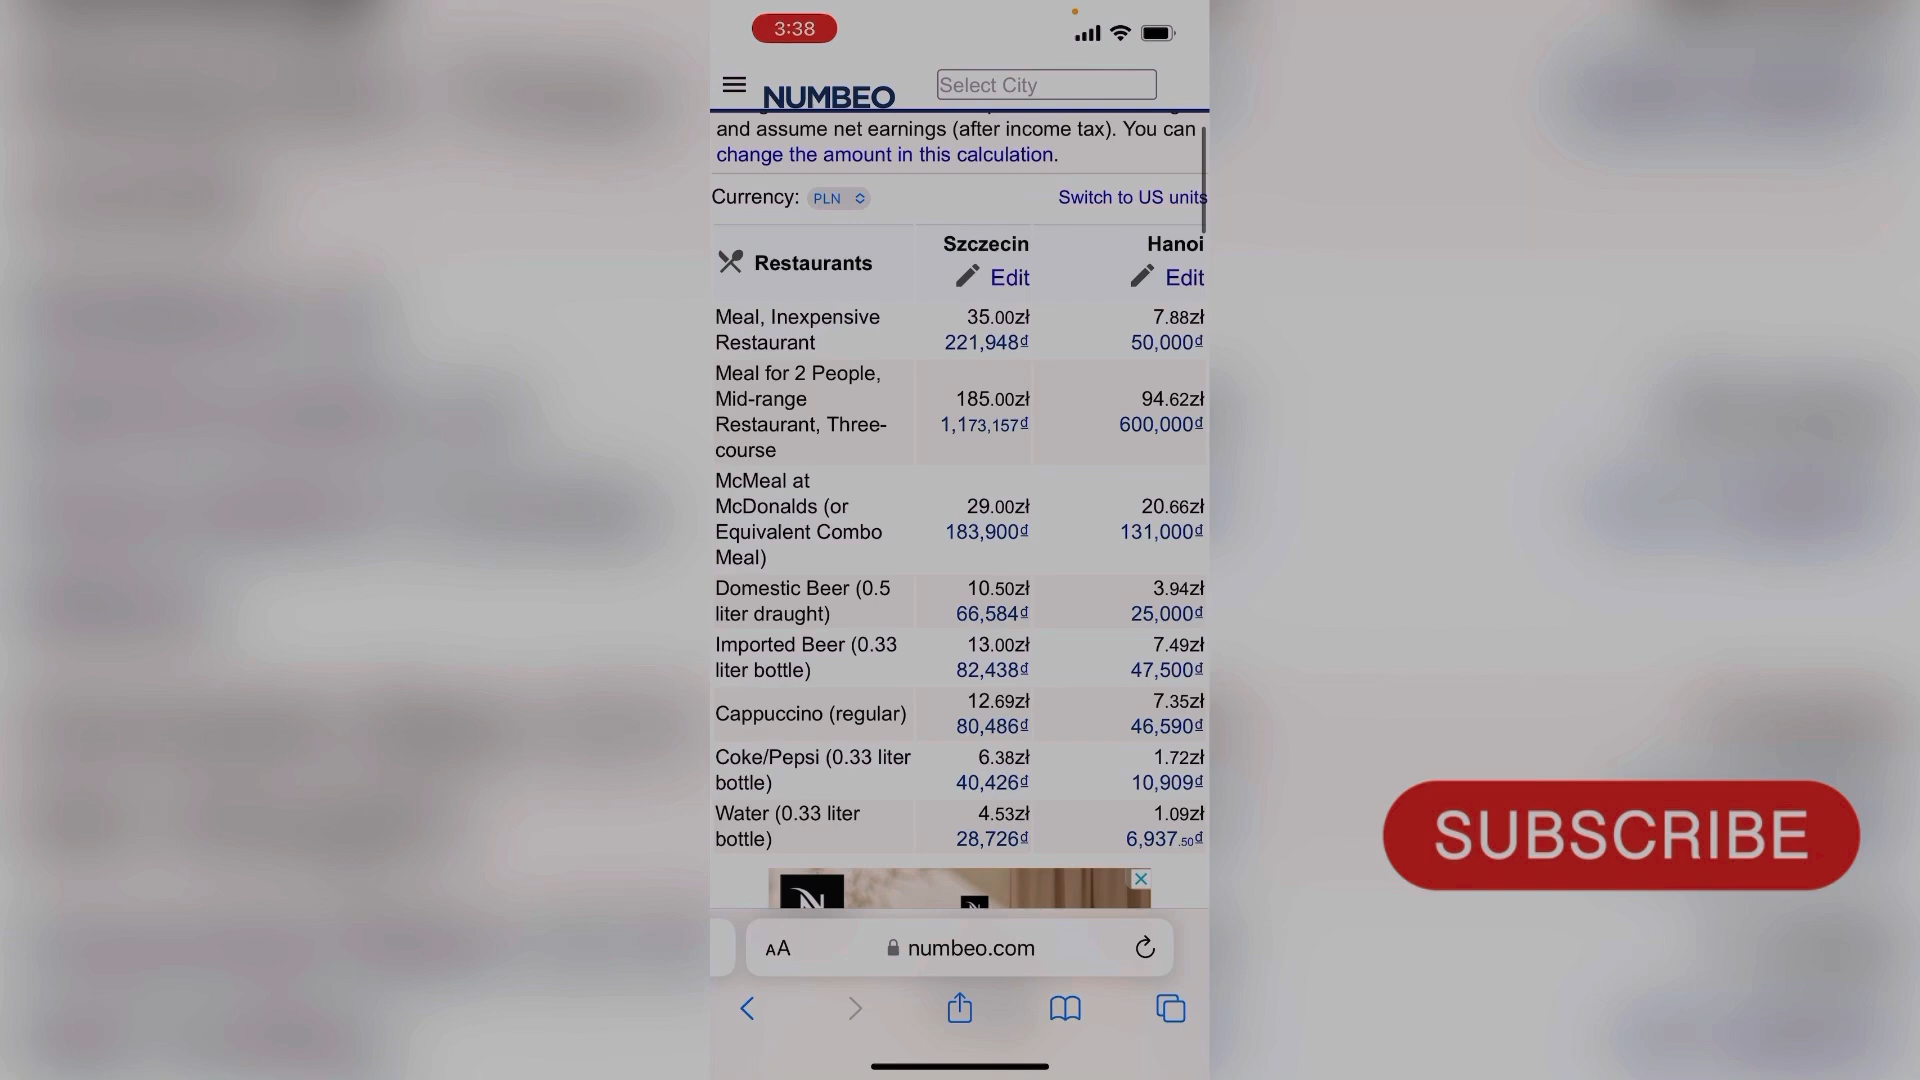 3:38
NUMBEO
Select City
and assume net earnings (after income tax). You can
change the amount in this calculation.
Currency: PLN
Switch to US units
Restaurants
Szczecin
Edit
Hanoi
Edit
Meal, Inexpensive
Restaurant
35.00zł
221,948₫
7.88zł
50,000₫
Meal for 2 People,
Mid-range
Restaurant, Three-
course
185.00zł
1,173,157₫
94.62zł
600,000₫
McMeal at
McDonalds (or
Equivalent Combo
Meal)
29.00zł
183,900₫
20.66zł
131,000₫
Domestic Beer (0.5
liter draught)
10.50zł
66,584₫
3.94zł
25,000₫
Imported Beer (0.33
liter bottle)
13.00zł
82,438₫
7.49zł
47,500₫
Cappuccino (regular)
12.69zł
80,486₫
7.35zł
46,590₫
Coke/Pepsi (0.33 liter
bottle)
6.38zł
40,426₫
1.72zł
10,909₫
Water (0.33 liter
bottle)
4.53zł
28,726₫
1.09zł
6,937.50₫
AA
numbeo.com
SUBSCRIBE